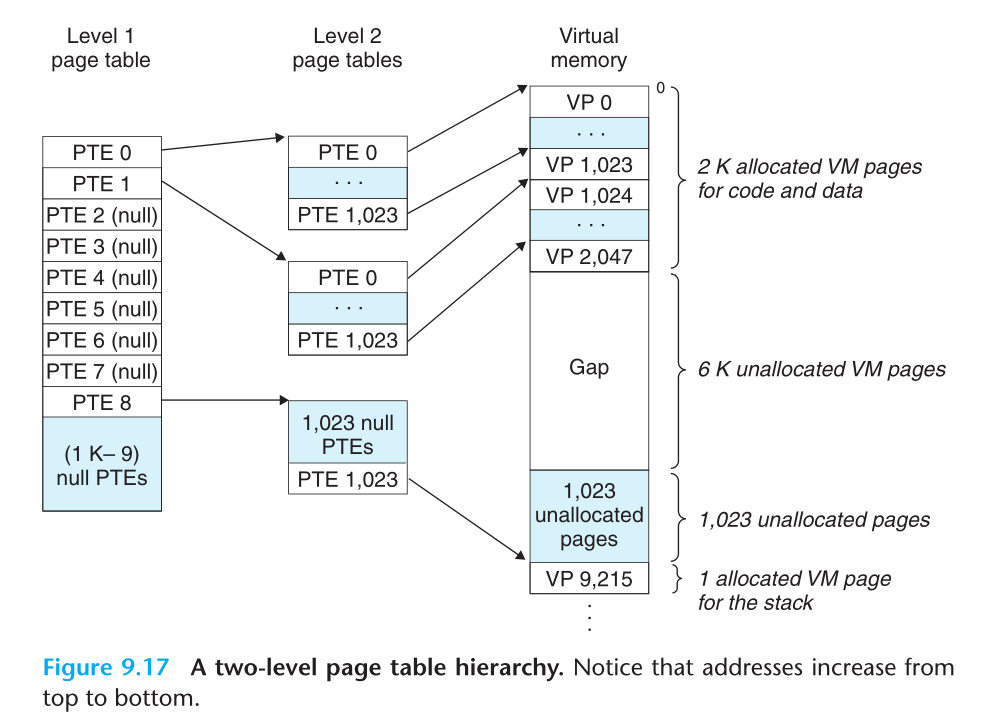 Level 1
page table
Level 2
page tables
Virtual
memory
PTE 0
PTE 1
PTE 2 (null)
PTE 3 (null)
PTE 4 (null)
PTE 5 (null)
PTE 6 (null)
PTE 7 (null)
PTE 8
(1 K– 9)
null PTEs
PTE 0
· · ·
PTE 1,023
PTE 0
· · ·
PTE 1,023
1,023 null
PTEs
PTE 1,023
0
VP 0
· · ·
VP 1,023
VP 1,024
· · ·
VP 2,047
Gap
1,023
unallocated
pages
VP 9,215
2 K allocated VM pages
for code and data
6 K unallocated VM pages
1,023 unallocated pages
1 allocated VM page
for the stack
Figure 9.17 A two-level page table hierarchy. Notice that addresses increase from
top to bottom.